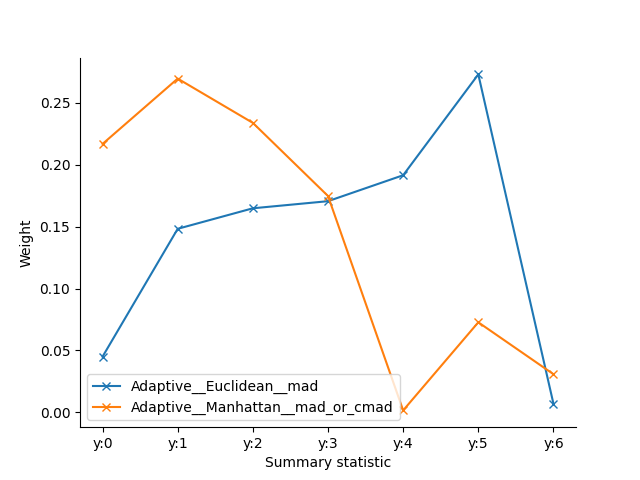 0.25
0.20
0.15
0.10
0.05
0.00
Weight
Adaptive__Euclidean__mad
Adaptive__Manhattan__mad_or_cmad
y:0 y:1 y:2 y:3 y:4 y:5 y:6
Summary statistic